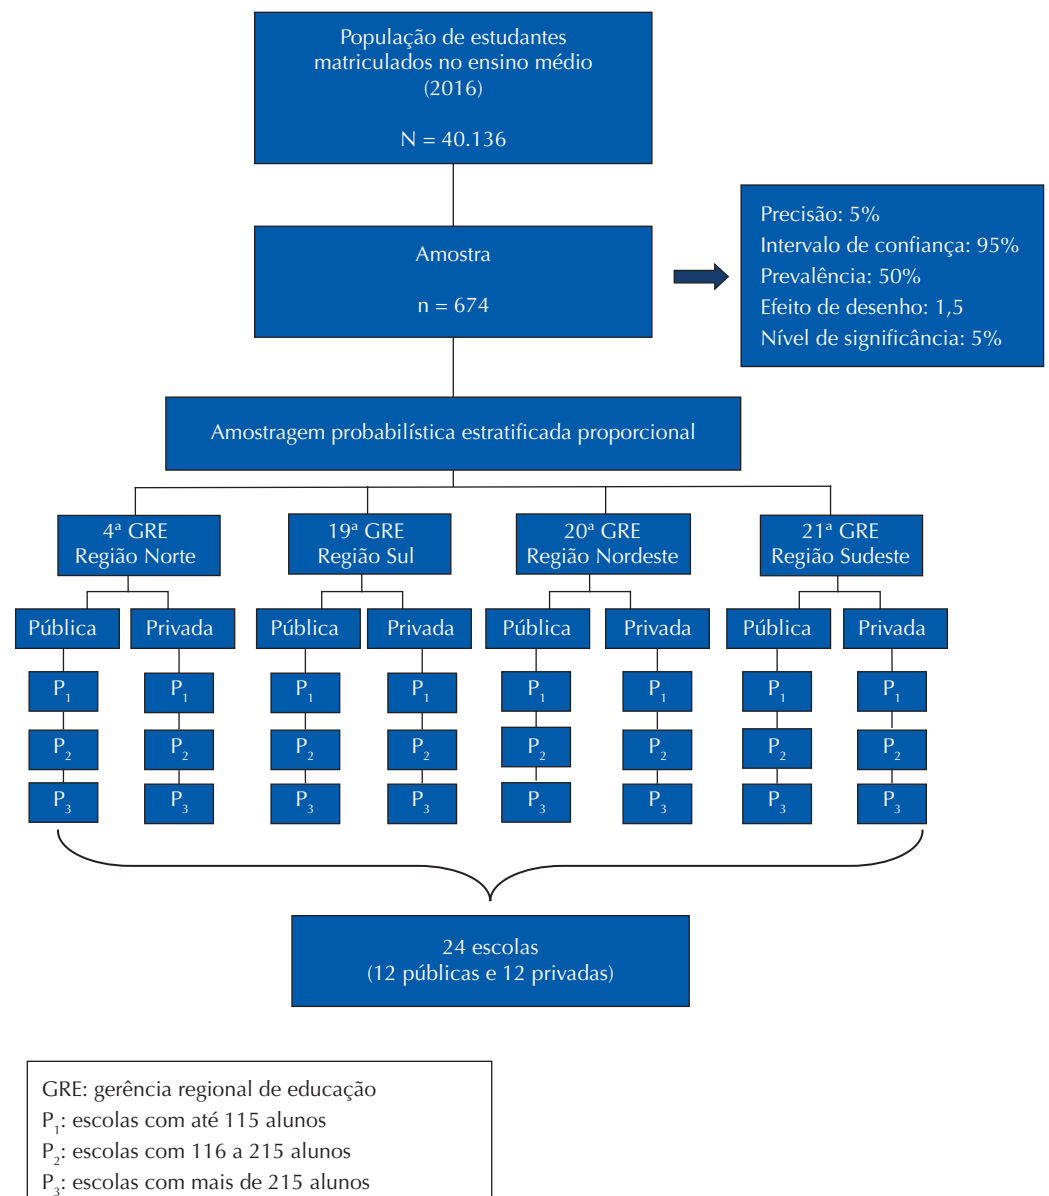 População de estudantes
matriculados no ensino médio
(2016)
N = 40.136
Amostra
n = 674
Precisão: 5%
Intervalo de confiança: 95%
Prevalência: 50%
Efeito de desenho: 1,5
Nível de significância: 5%
Amostragem probabilística estratificada proporcional
4ª GRE
Região Norte
19ª GRE
Região Sul
20ª GRE
Região Nordeste
21ª GRE
Região Sudeste
Pública
Privada
Pública
Privada
Pública
Privada
Pública
Privada
P₁
P₁
P₁
P₁
P₁
P₁
P₁
P₁
P₂
P₂
P₂
P₂
P₂
P₂
P₂
P₂
P₃
P₃
P₃
P₃
P₃
P₃
P₃
P₃
24 escolas
(12 públicas e 12 privadas)
GRE: gerência regional de educação
P₁: escolas com até 115 alunos
P₂: escolas com 116 a 215 alunos
P₃: escolas com mais de 215 alunos